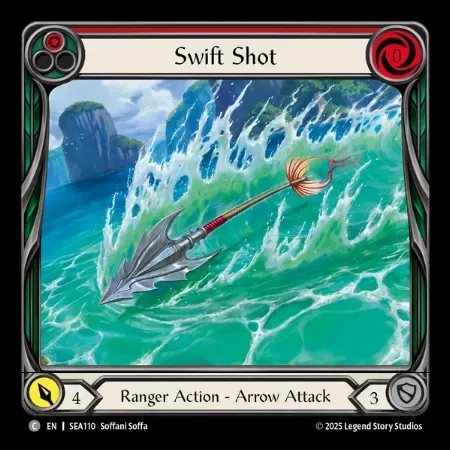 Swift Shot
0
4
Ranger Action - Arrow Attack
3
C EN | SEA110 Soffani Soffa
© 2025 Legend Story Studios